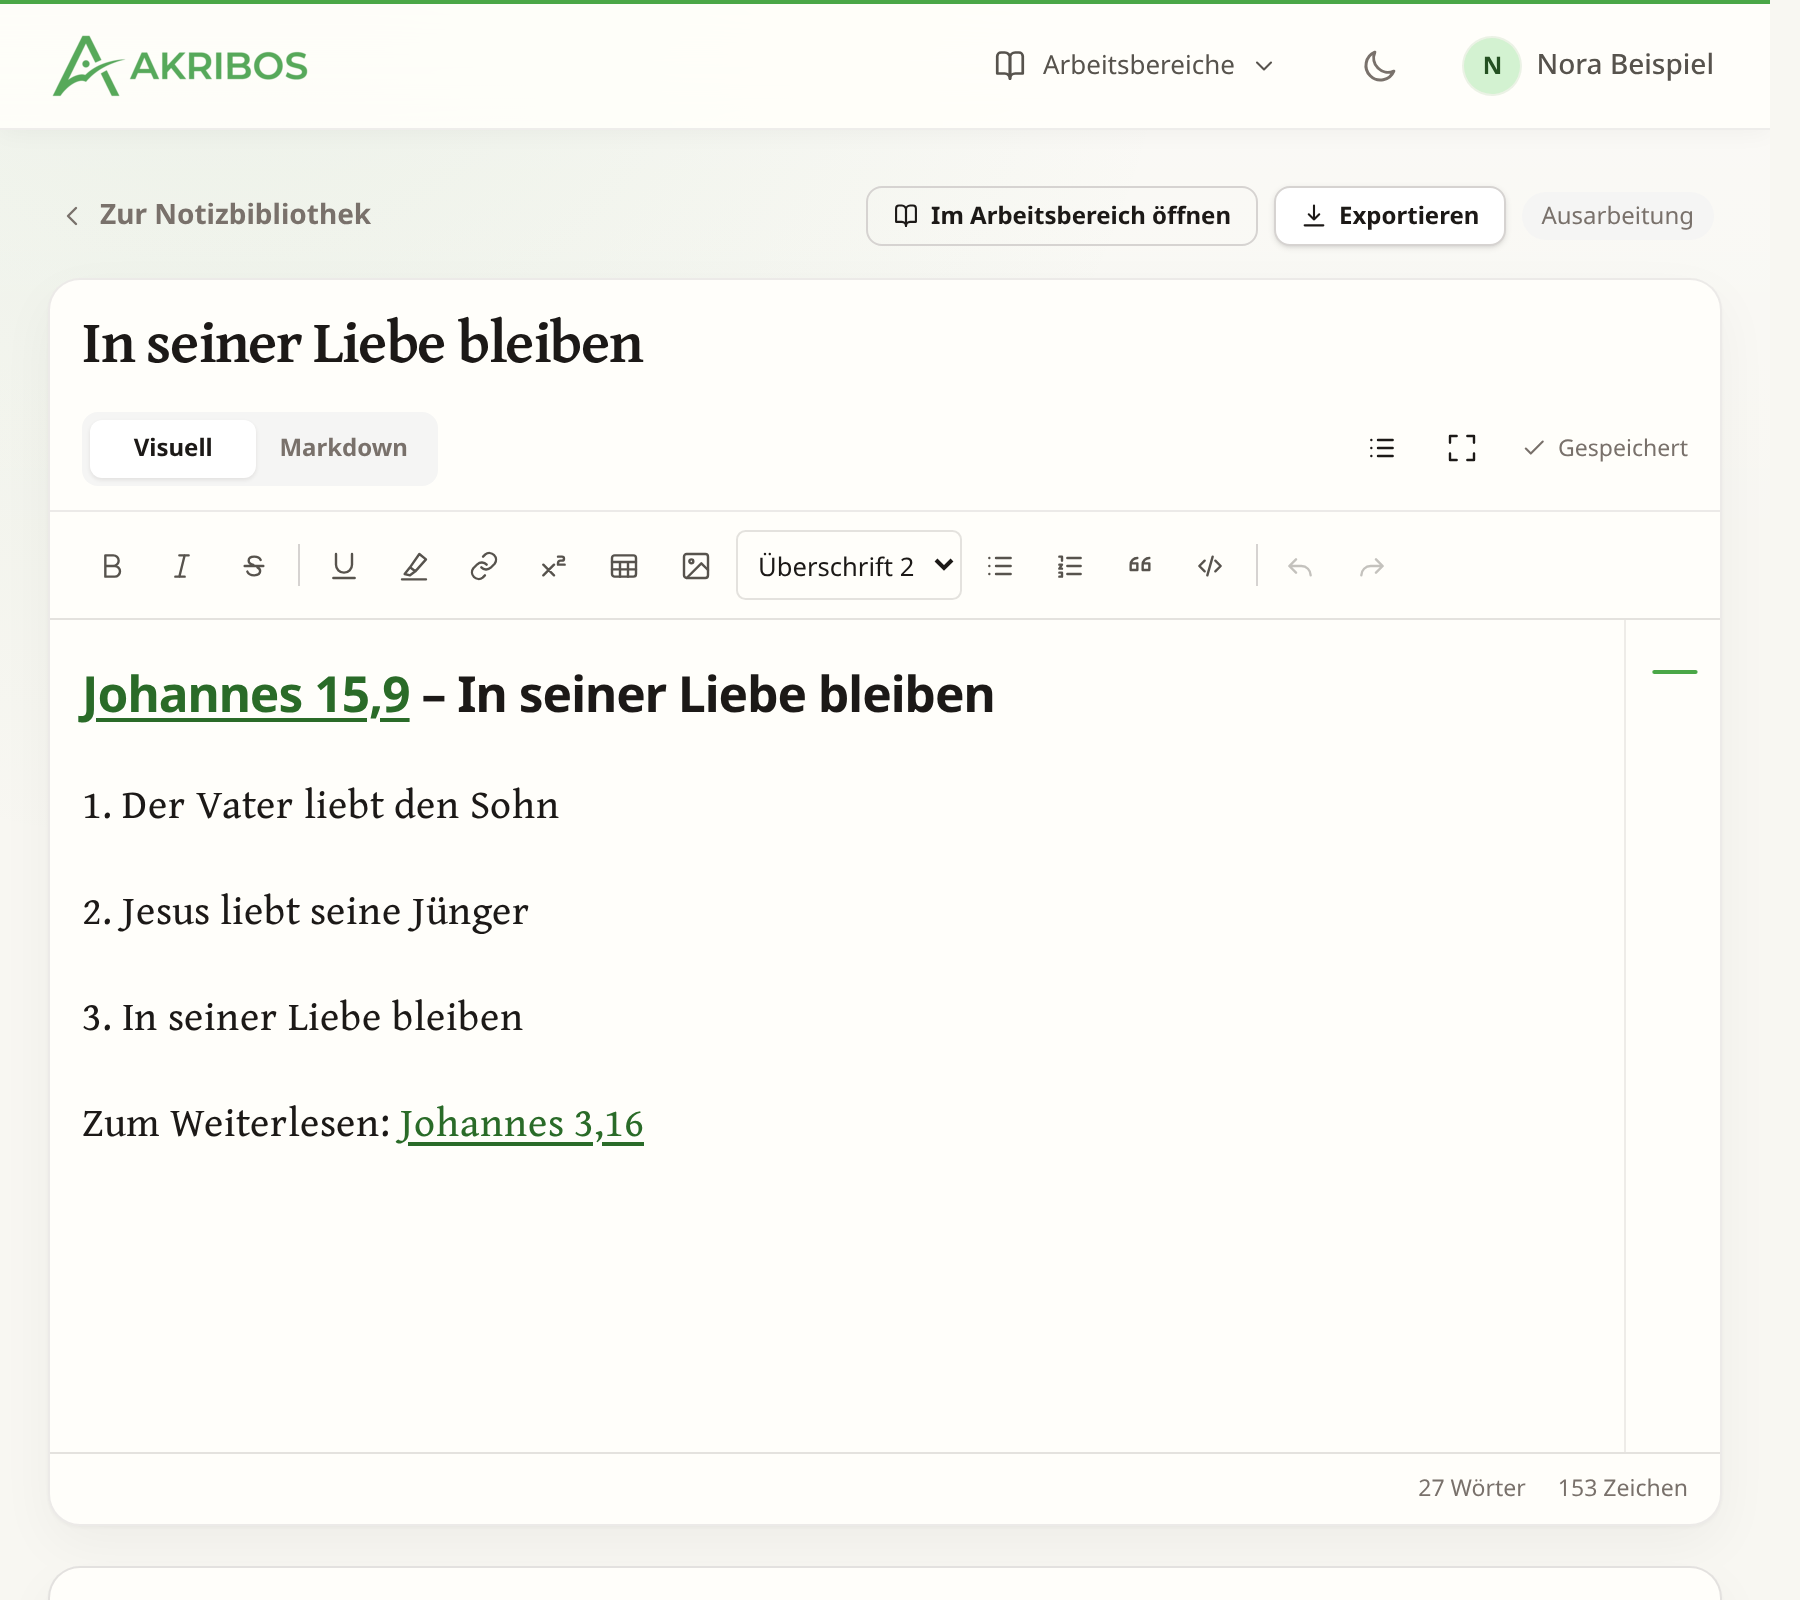 AKRIBOS
Arbeitsbereiche
N Nora Beispiel
Zur Notizbibliothek
Im Arbeitsbereich öffnen
Exportieren
Ausarbeitung
In seiner Liebe bleiben
Visuell Markdown
Gespeichert
Überschrift 2
Johannes 15,9 – In seiner Liebe bleiben
1. Der Vater liebt den Sohn
2. Jesus liebt seine Jünger
3. In seiner Liebe bleiben
Zum Weiterlesen: Johannes 3,16
27 Wörter 153 Zeichen